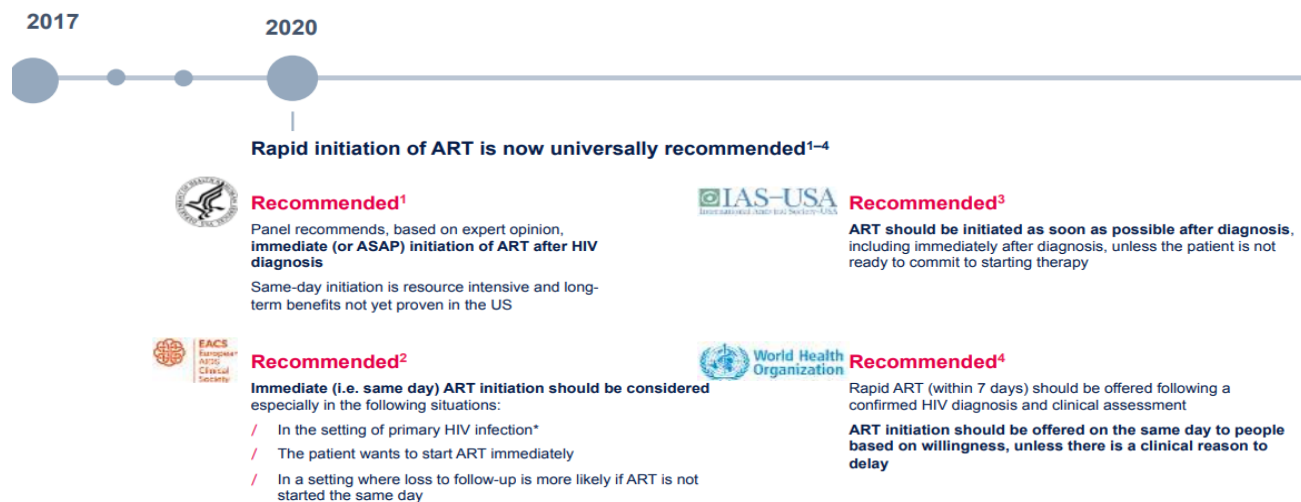 2017
2020
Rapid initiation of ART is now universally recommended¹⁻⁴
Recommended¹
Panel recommends, based on expert opinion,
immediate (or ASAP) initiation of ART after HIV
diagnosis
Same-day initiation is resource intensive and long-
term benefits not yet proven in the US
IAS–USA
International Antiviral Society–USA
Recommended³
ART should be initiated as soon as possible after diagnosis,
including immediately after diagnosis, unless the patient is not
ready to commit to starting therapy
EACS
European
AIDS
Clinical
Society
Recommended²
Immediate (i.e. same day) ART initiation should be considered
especially in the following situations:
/ In the setting of primary HIV infection*
/ The patient wants to start ART immediately
/ In a setting where loss to follow-up is more likely if ART is not
started the same day
World Health
Organization
Recommended⁴
Rapid ART (within 7 days) should be offered following a
confirmed HIV diagnosis and clinical assessment
ART initiation should be offered on the same day to people
based on willingness, unless there is a clinical reason to
delay